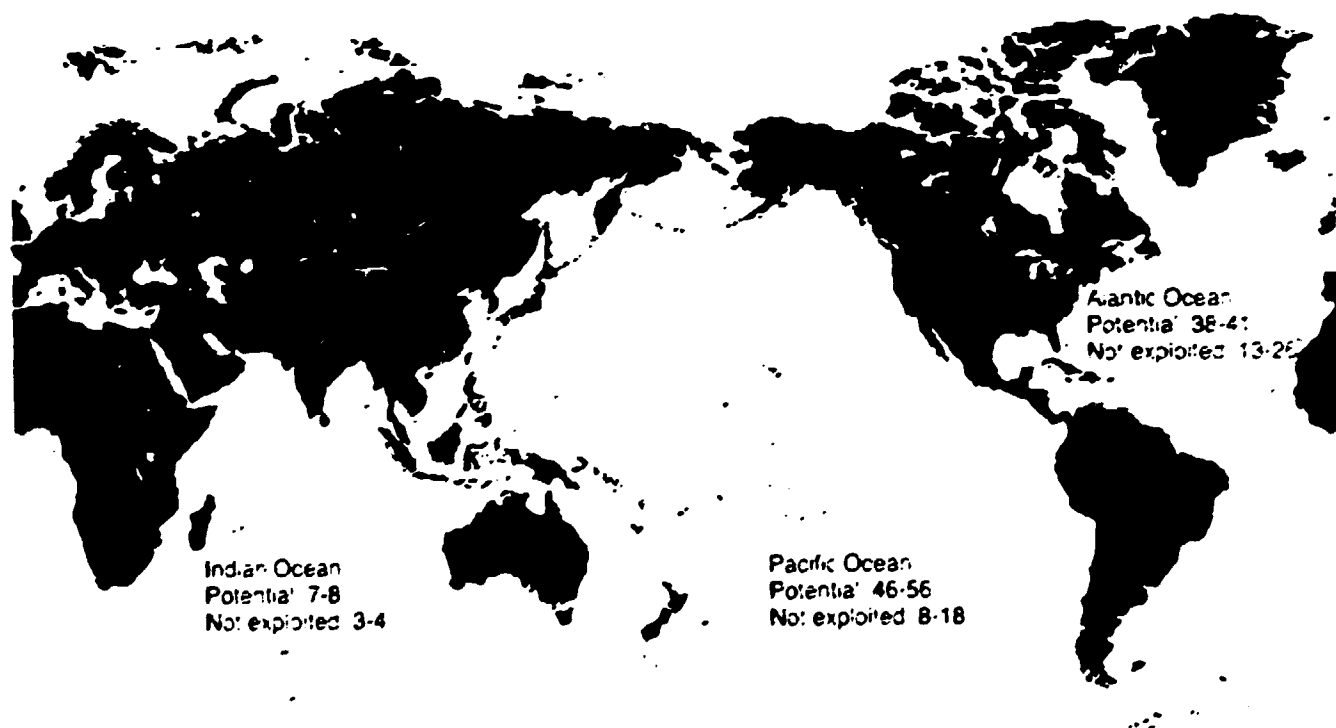 Atlantic Ocean
Potential 38-41
Not exploited 13-26
Indian Ocean
Potential 7-8
Not exploited 3-4
Pacific Ocean
Potential 46-56
Not exploited 8-18